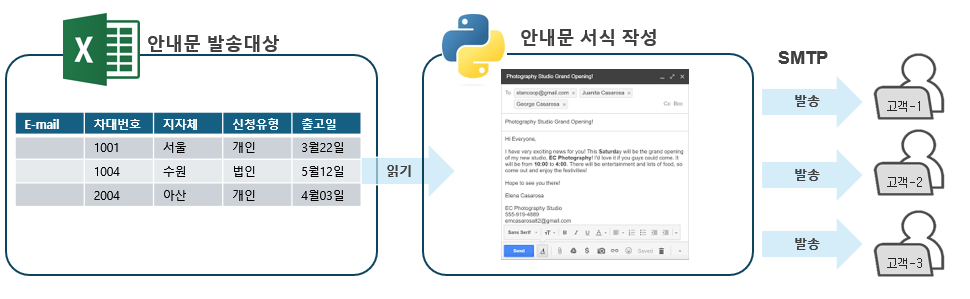 X
안내문 발송대상
E-mail 차대번호 지자체 신청유형 출고일
1001 서울 개인 3월22일
1004 수원 법인 5월12일
2004 아산 개인 4월03일
읽기
안내문 서식 작성
Photography Studio Grand Opening!
To elancoop@gmail.com × Juanita Casarosa ×
George Casarosa × Cc Bcc
Photography Studio Grand Opening!
Hi Everyone,
I have very exciting news for you! This Saturday will be the grand opening
of my new studio, EC Photography! I'd love it if you guys could come. It
will be from 10:00 to 4:00. There will be entertainment and lots of food, so
come out and enjoy the festivities!
Hope to see you there!
Elena Casarosa
EC Photography Studio
555-919-4889
emcasarosa82@gmail.com
Sans Serif T B I U A
Send A $ Saved
SMTP
발송
고객-1
발송
고객-2
발송
고객-3